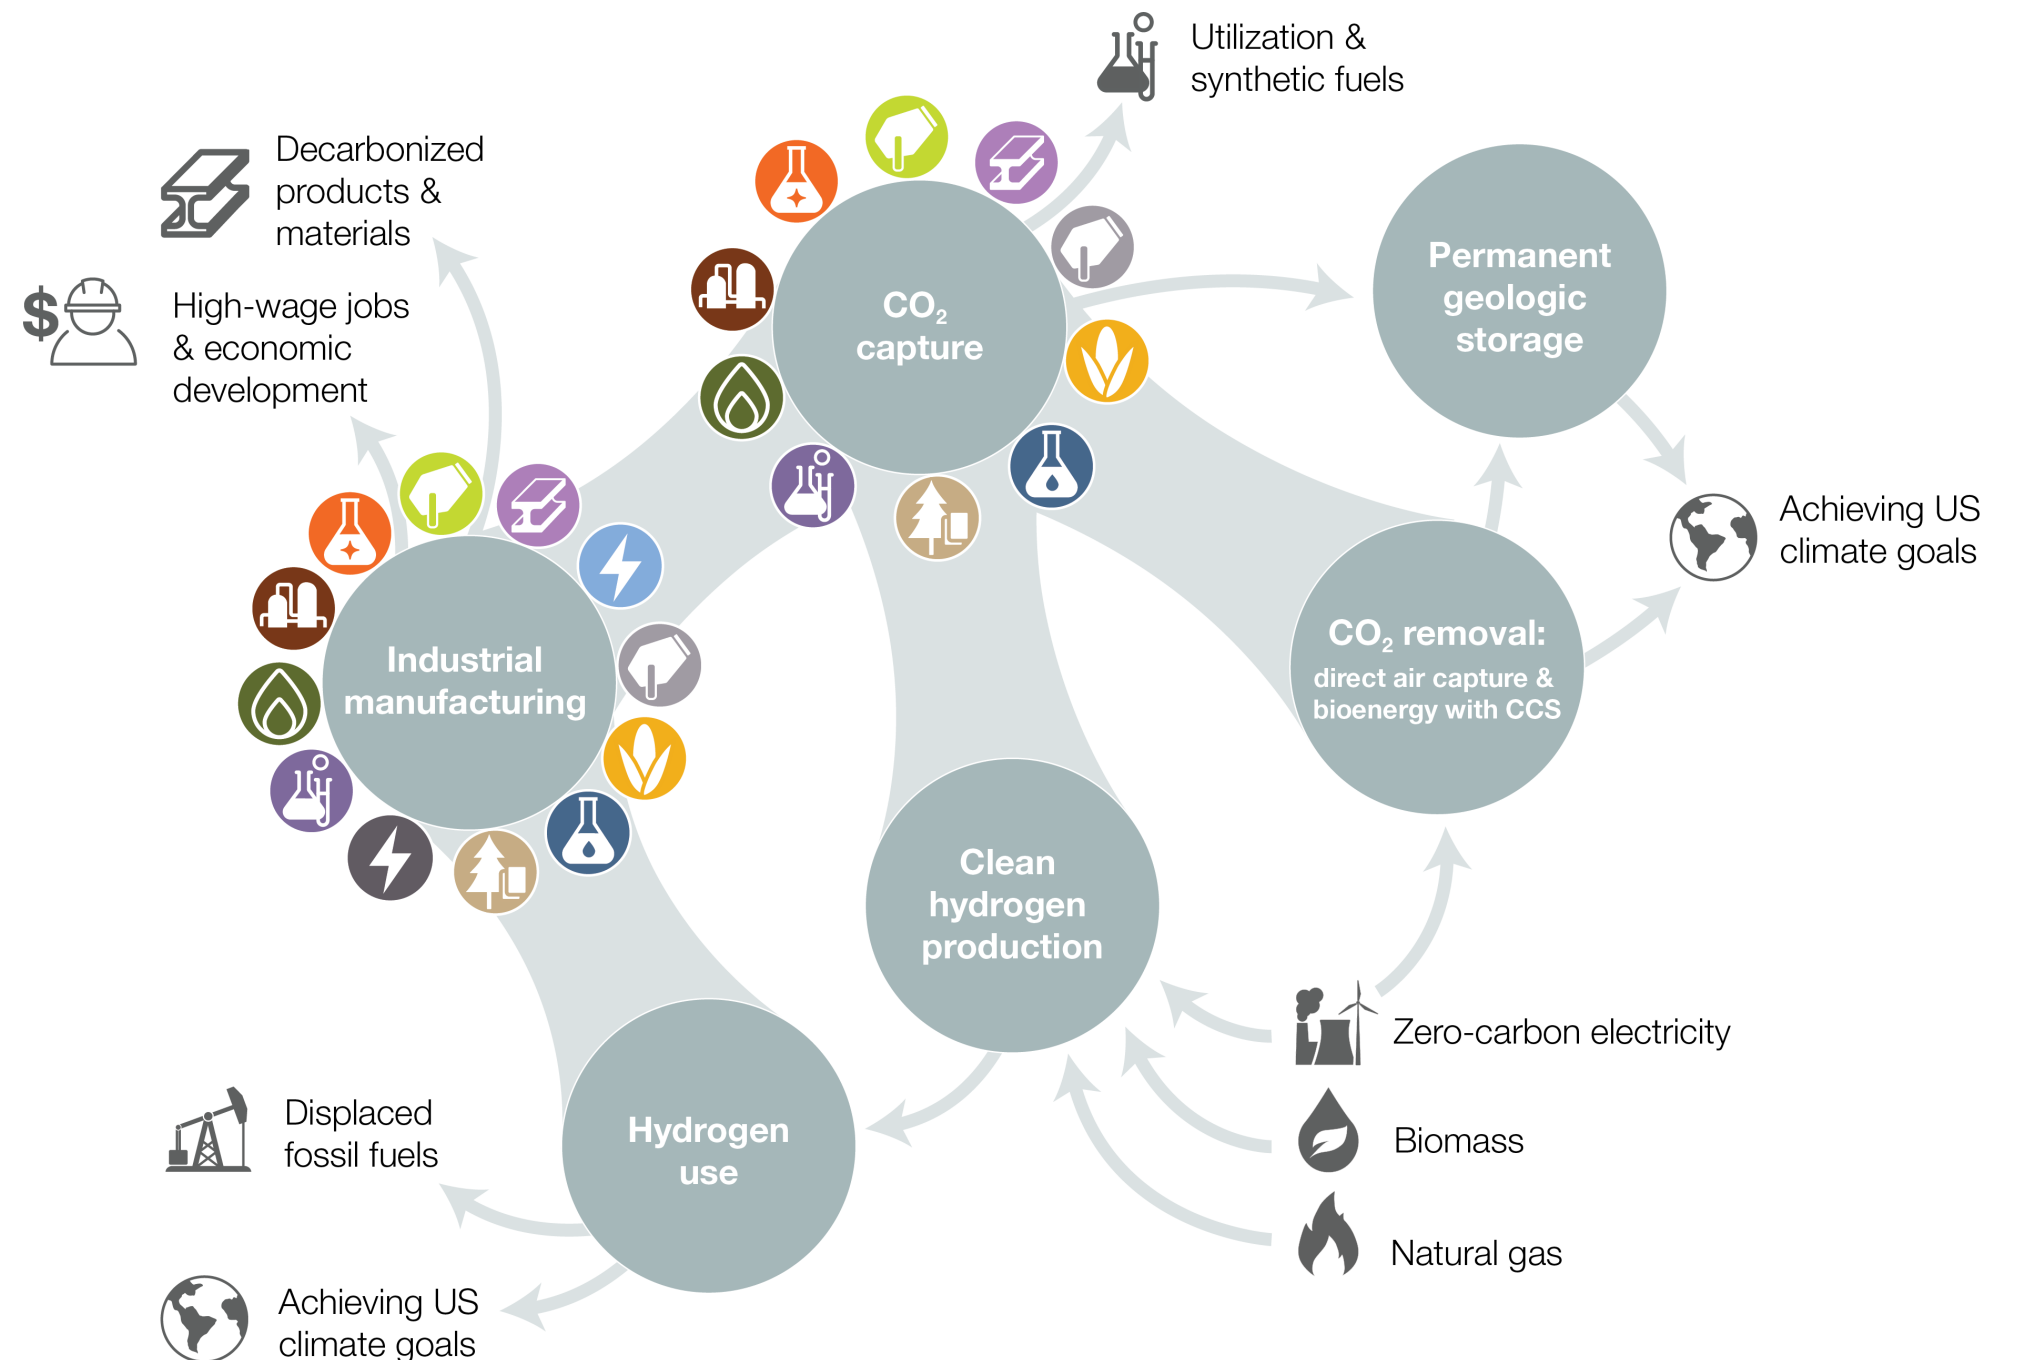 Utilization &
synthetic fuels
Decarbonized
products &
materials
$
High-wage jobs
& economic
development
CO₂
capture
Permanent
geologic
storage
Achieving US
climate goals
Industrial
manufacturing
CO₂ removal:
direct air capture &
bioenergy with CCS
Clean
hydrogen
production
Zero-carbon electricity
Biomass
Natural gas
Hydrogen
use
Displaced
fossil fuels
Achieving US
climate goals